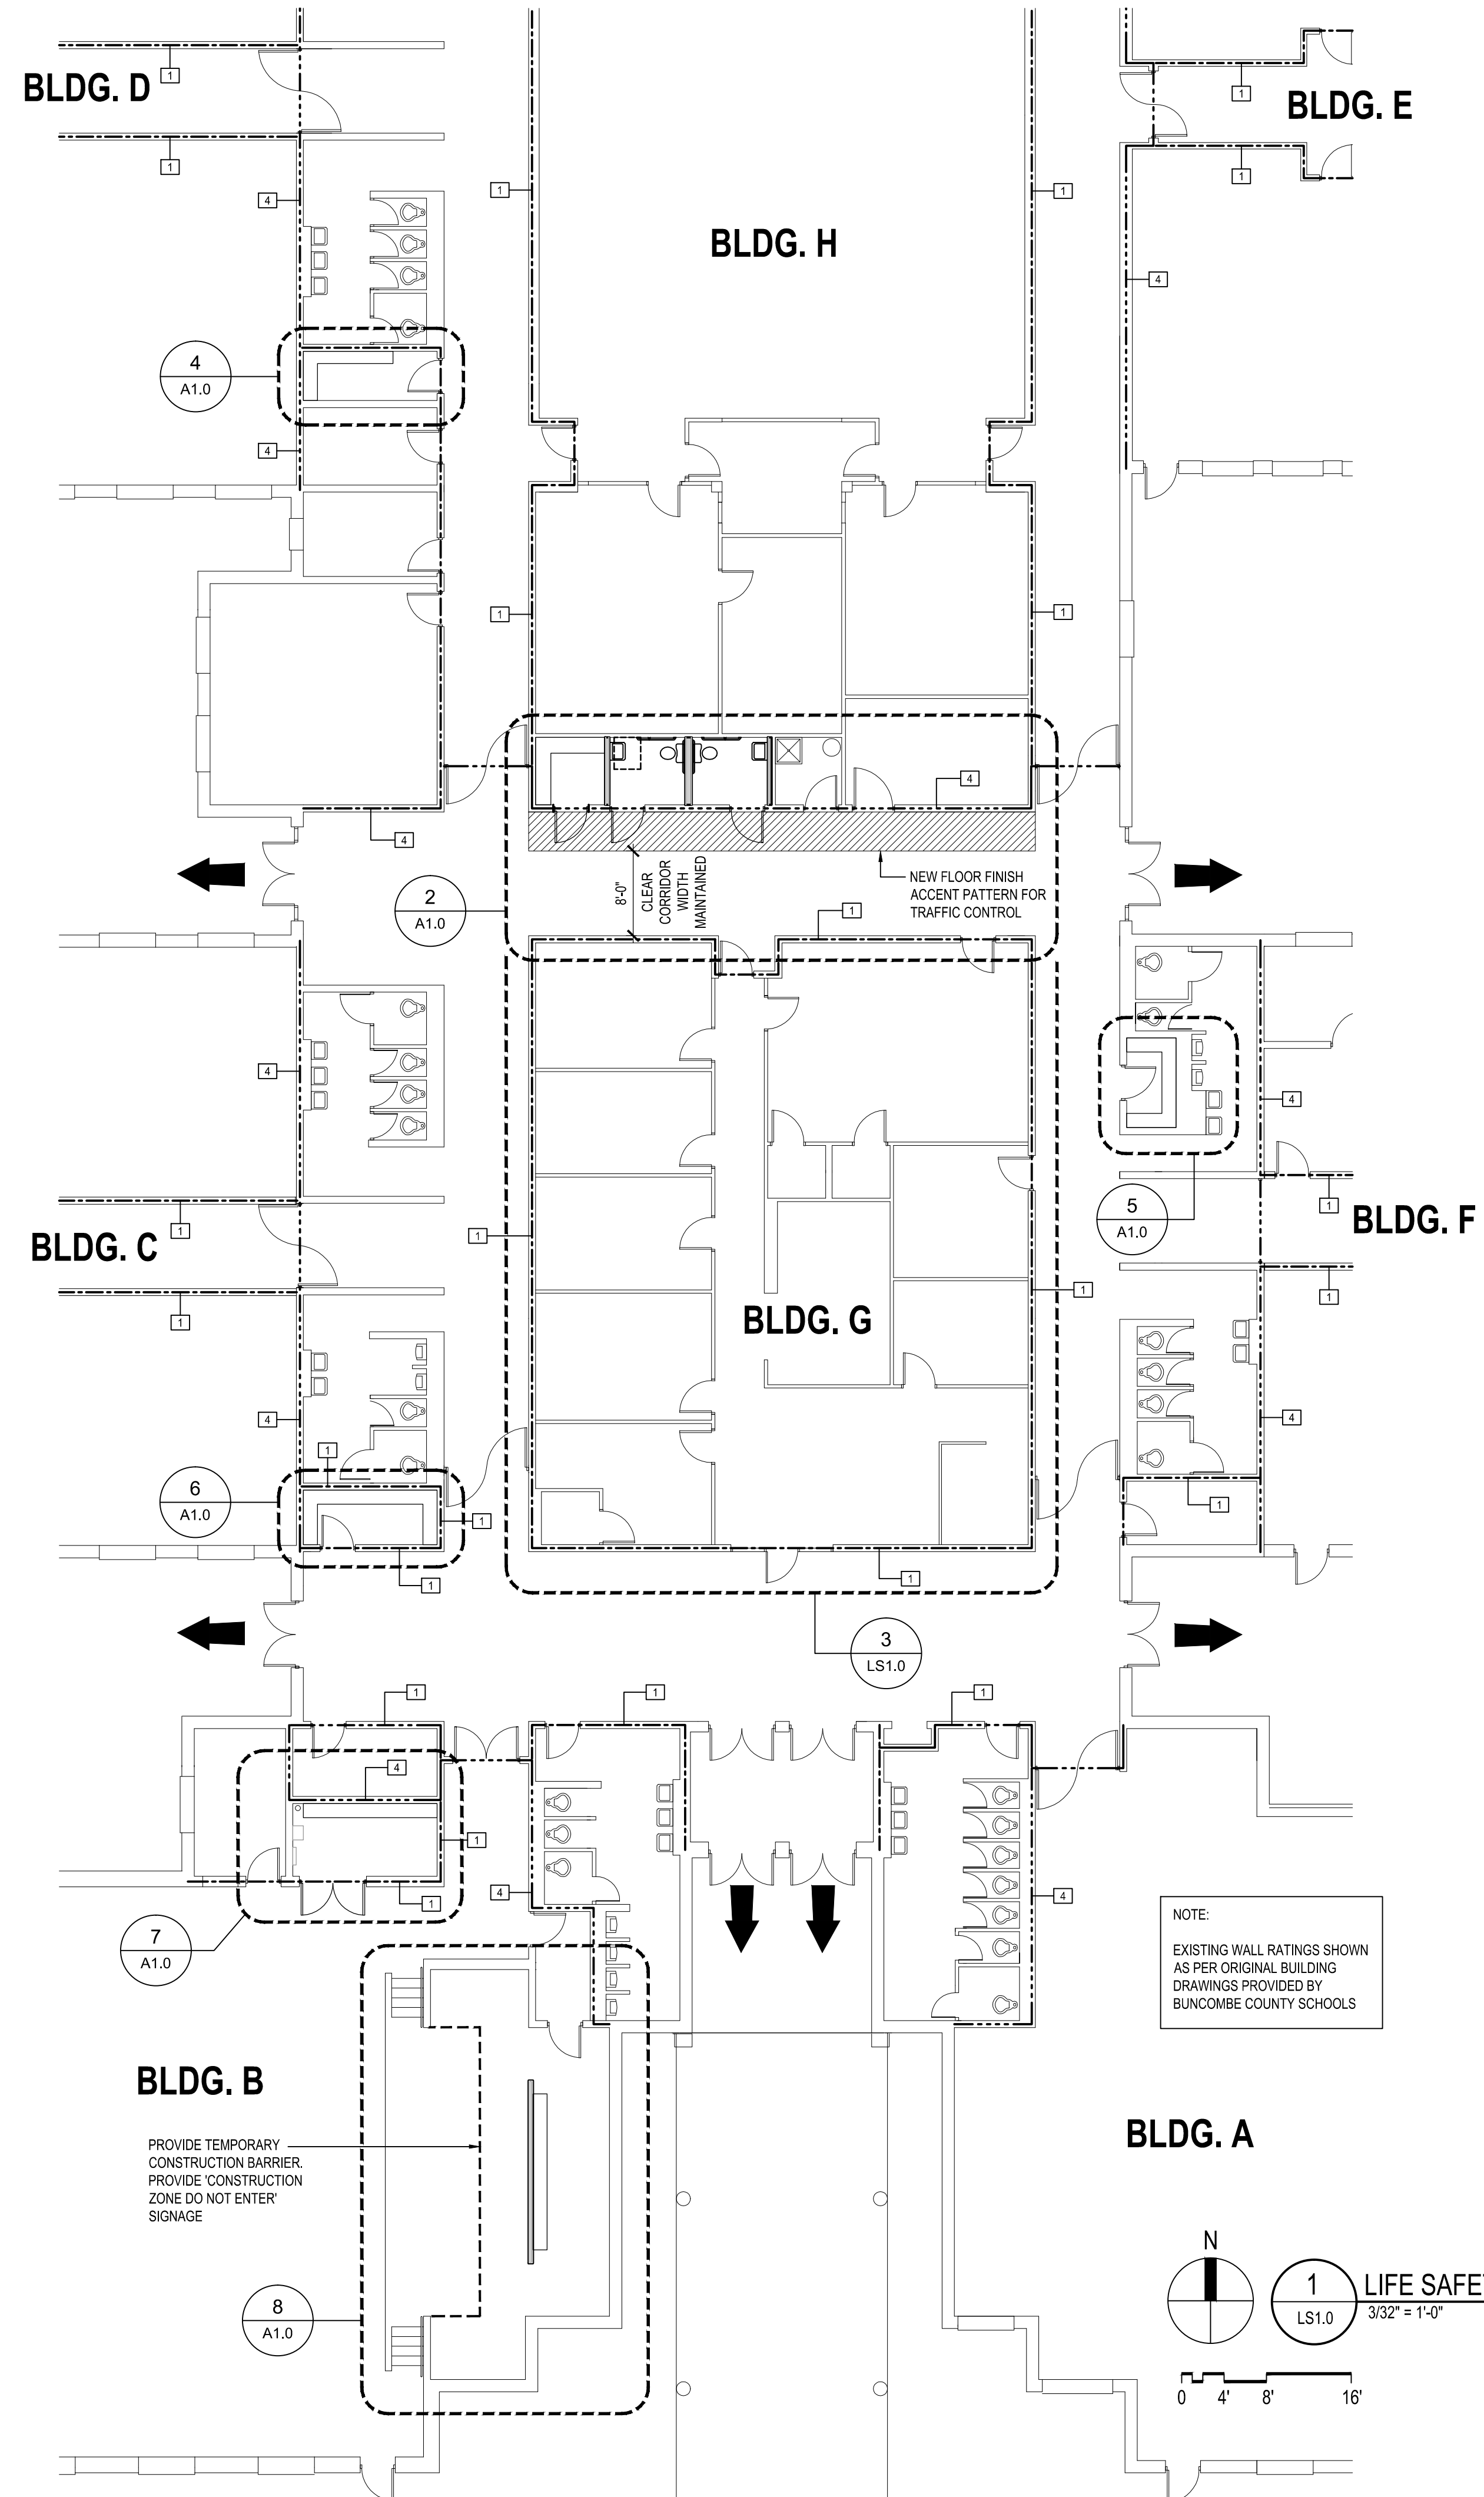 BLDG. D
1
1
BLDG. E
1
1
4
1
1
BLDG. H
4
4
A1.0
4
1
1
4
4
8'-0"
CLEAR
CORRIDOR
WIDTH
MAINTAINED
NEW FLOOR FINISH
ACCENT PATTERN FOR
TRAFFIC CONTROL
2
A1.0
1
4
4
5
A1.0
1
BLDG. F
1
BLDG. C
1
1
1
1
BLDG. G
4
1
4
6
A1.0
1
1
1
1
3
LS1.0
1
1
1
4
1
1
7
A1.0
4
4
NOTE:
EXISTING WALL RATINGS SHOWN
AS PER ORIGINAL BUILDING
DRAWINGS PROVIDED BY
BUNCOMBE COUNTY SCHOOLS
BLDG. B
PROVIDE TEMPORARY
CONSTRUCTION BARRIER.
PROVIDE 'CONSTRUCTION
ZONE DO NOT ENTER'
SIGNAGE
BLDG. A
8
A1.0
N
1
LS1.0
LIFE SAFE
3/32" = 1'-0"
0 4' 8' 16'